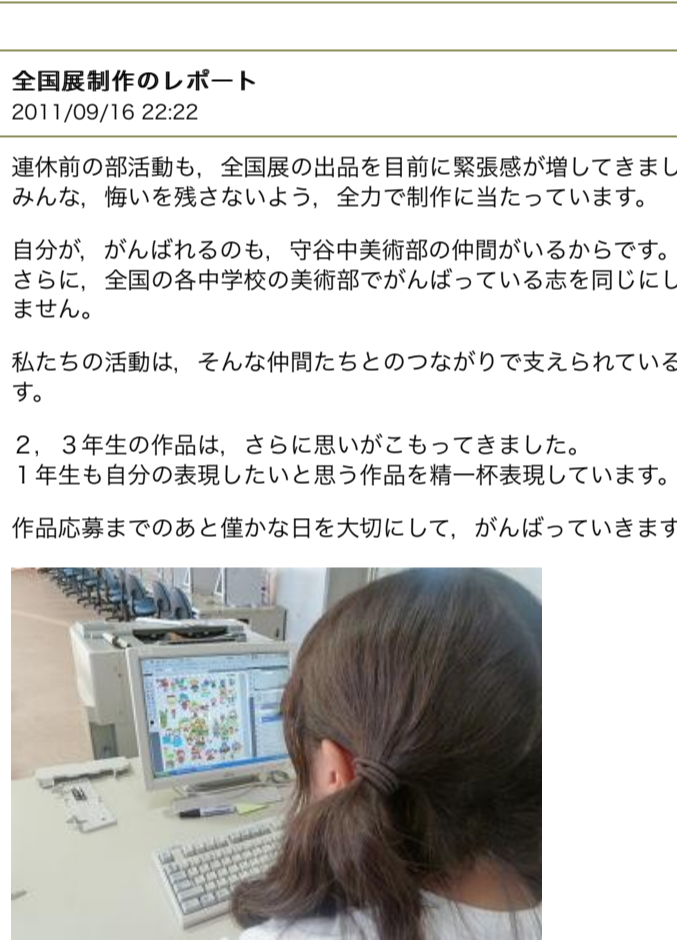 全国展制作のレポート
2011/09/16 22:22
連休前の部活動も，全国展の出品を目前に緊張感が増してきまし
みんな，悔いを残さないよう，全力で制作に当たっています。
自分が，がんばれるのも，守谷中美術部の仲間がいるからです。
さらに，全国の各中学校の美術部でがんばっている志を同じにし
ません。
私たちの活動は，そんな仲間たちとのつながりで支えられている
す。
２，３年生の作品は，さらに思いがこもってきました。
１年生も自分の表現したいと思う作品を精一杯表現しています。
作品応募までのあと僅かな日を大切にして，がんばっていきます